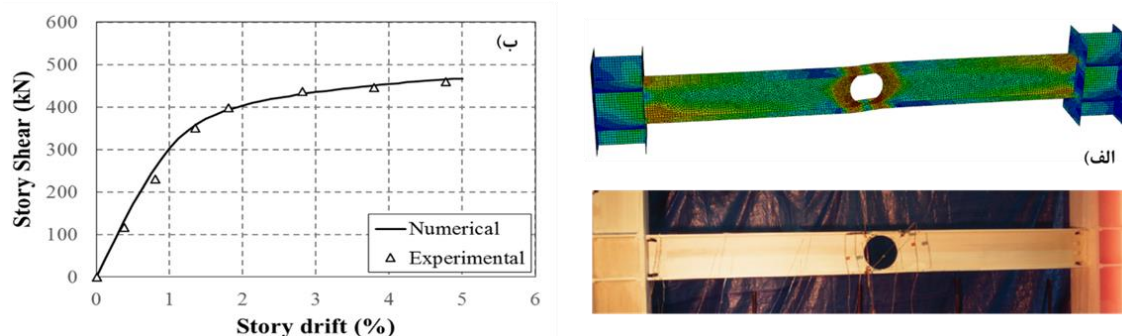 600
500
400
300
200
100
0
Story Shear (kN)
ب)
Numerical
Experimental
0 1 2 3 4 5 6
Story drift (%)
الف)